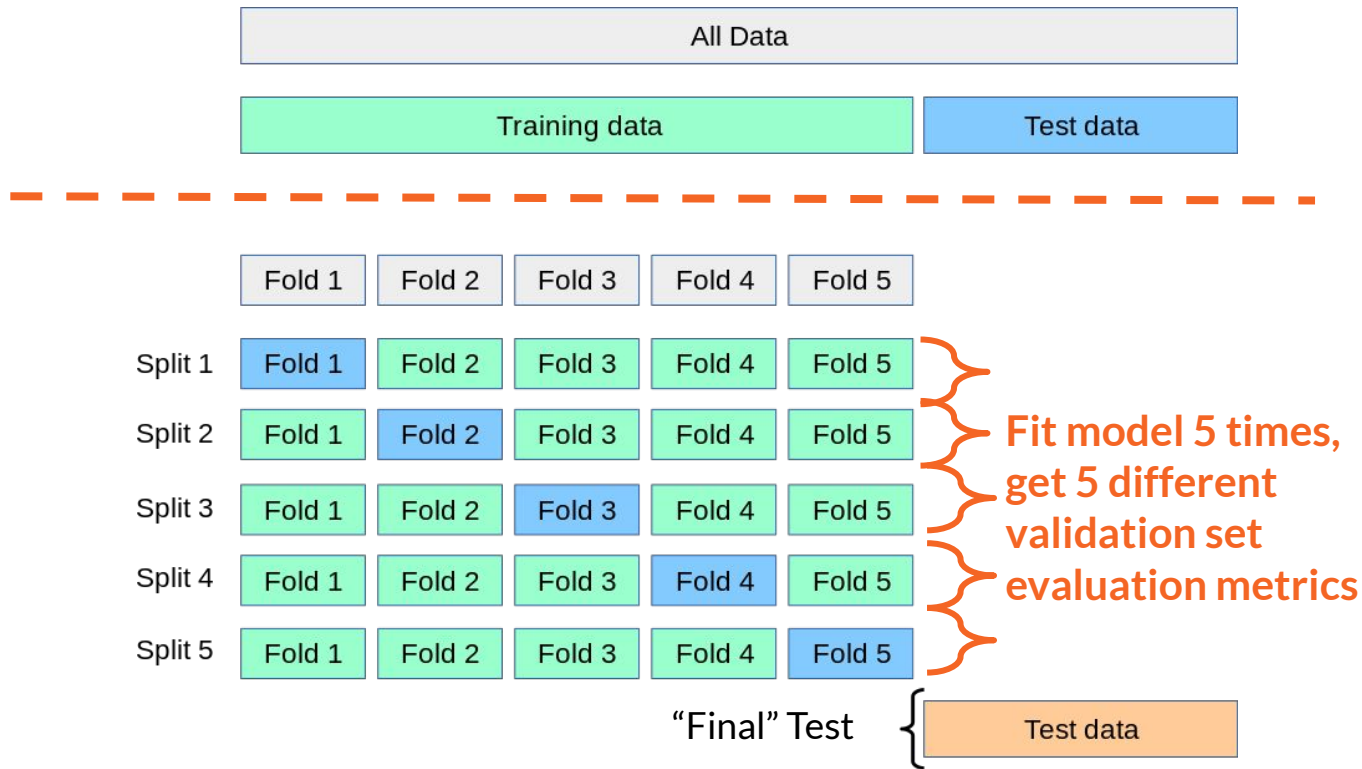 All Data
Training data Test data
Fold 1 Fold 2 Fold 3 Fold 4 Fold 5
Split 1 Fold 1 Fold 2 Fold 3 Fold 4 Fold 5
Split 2 Fold 1 Fold 2 Fold 3 Fold 4 Fold 5
Split 3 Fold 1 Fold 2 Fold 3 Fold 4 Fold 5
Split 4 Fold 1 Fold 2 Fold 3 Fold 4 Fold 5
Split 5 Fold 1 Fold 2 Fold 3 Fold 4 Fold 5
Fit model 5 times,
get 5 different
validation set
evaluation metrics
“Final” Test Test data